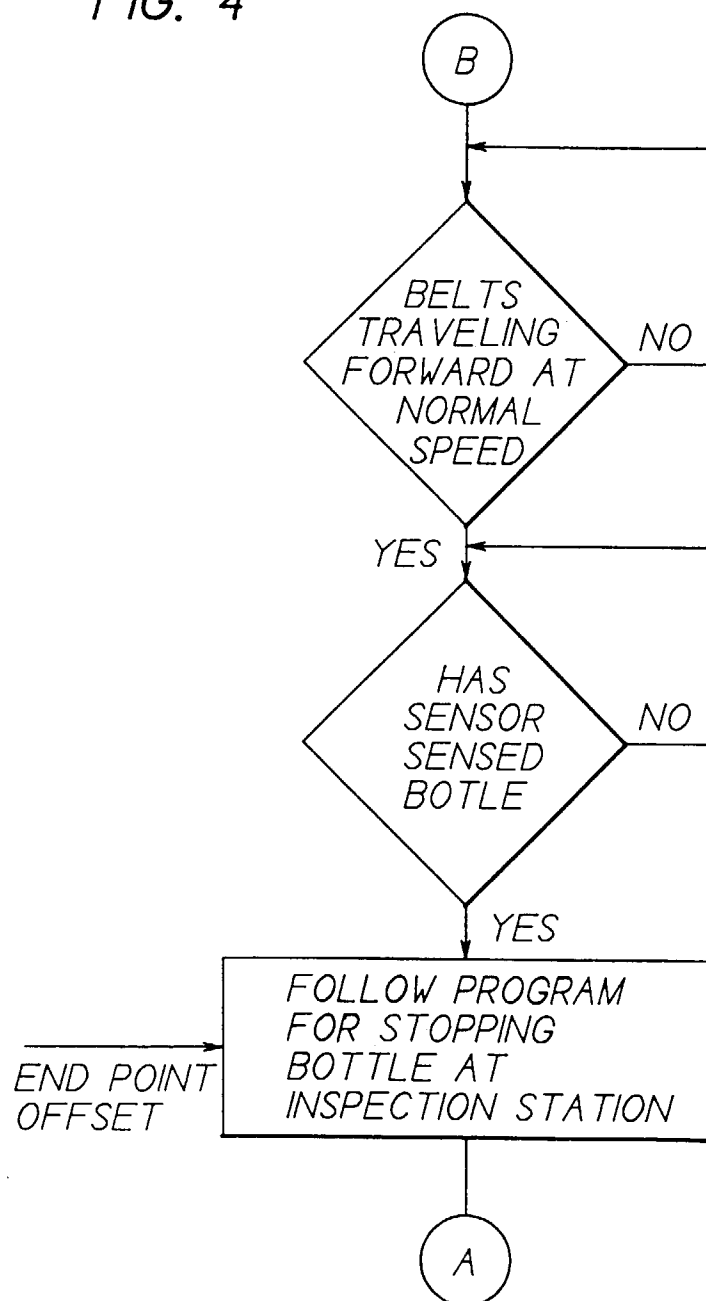 FIG. 4
B
BELTS
TRAVELING
FORWARD AT
NORMAL
SPEED
NO
YES
HAS
SENSOR
SENSED
BOTLE
NO
YES
FOLLOW PROGRAM
FOR STOPPING
BOTTLE AT
INSPECTION STATION
END POINT
OFFSET
A